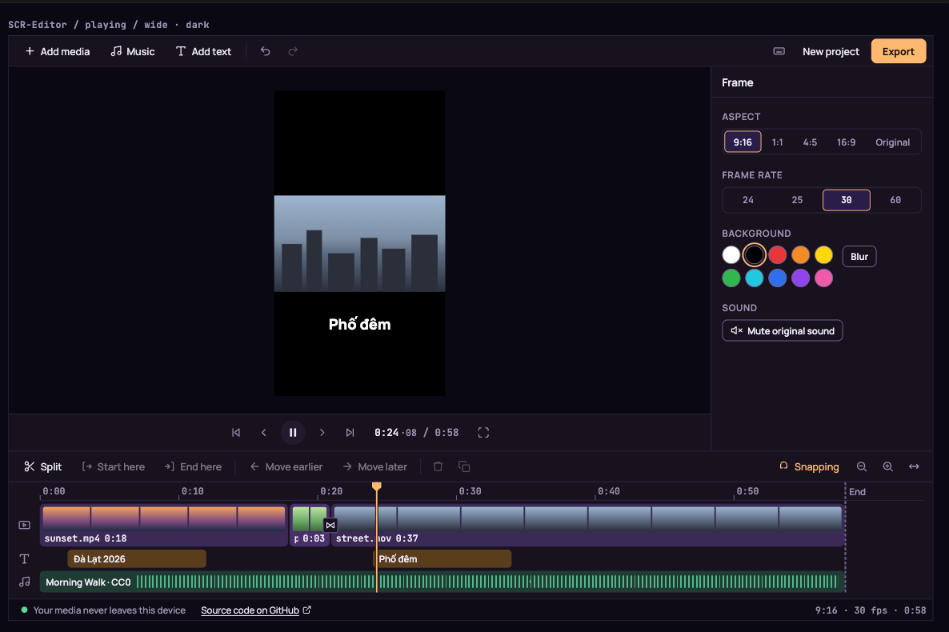 SCR-Editor / playing / wide · dark
+ Add media Music Add text New project Export
Frame
ASPECT
9:16 1:1 4:5 16:9 Original
FRAME RATE
24 25 30 60
BACKGROUND
Blur
SOUND
Mute original sound
Phố đêm
0:24·08 / 0:58
Split Start here End here Move earlier Move later Snapping
0:00 0:10 0:20 0:30 0:40 0:50 End
sunset.mp4 0:18 p 0:03 street.mov 0:37
Đà Lạt 2026 Phố đêm
Morning Walk · CC0
Your media never leaves this device Source code on GitHub 9:16 · 30 fps · 0:58